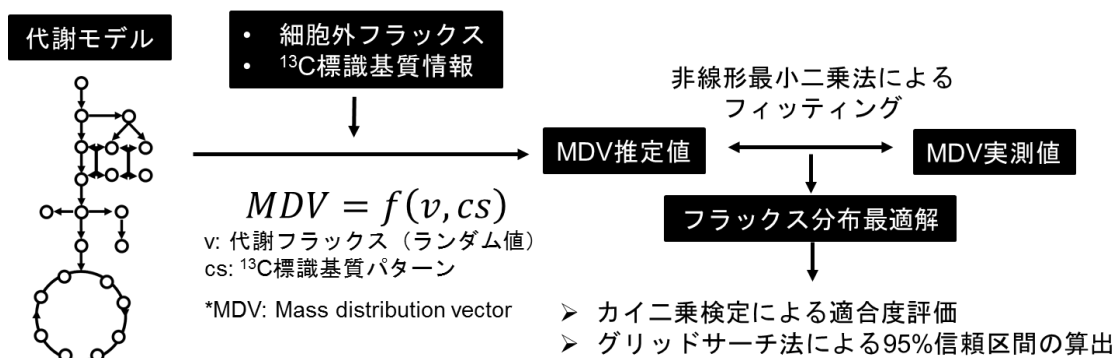 代謝モデル
• 細胞外フラックス
• ¹³C標識基質情報
非線形最小二乗法による
フィッティング
MDV推定値
MDV実測値
MDV = f(v, cs)
v: 代謝フラックス（ランダム値）
cs: ¹³C標識基質パターン
*MDV: Mass distribution vector
フラックス分布最適解
➢ カイ二乗検定による適合度評価
➢ グリッドサーチ法による95%信頼区間の算出